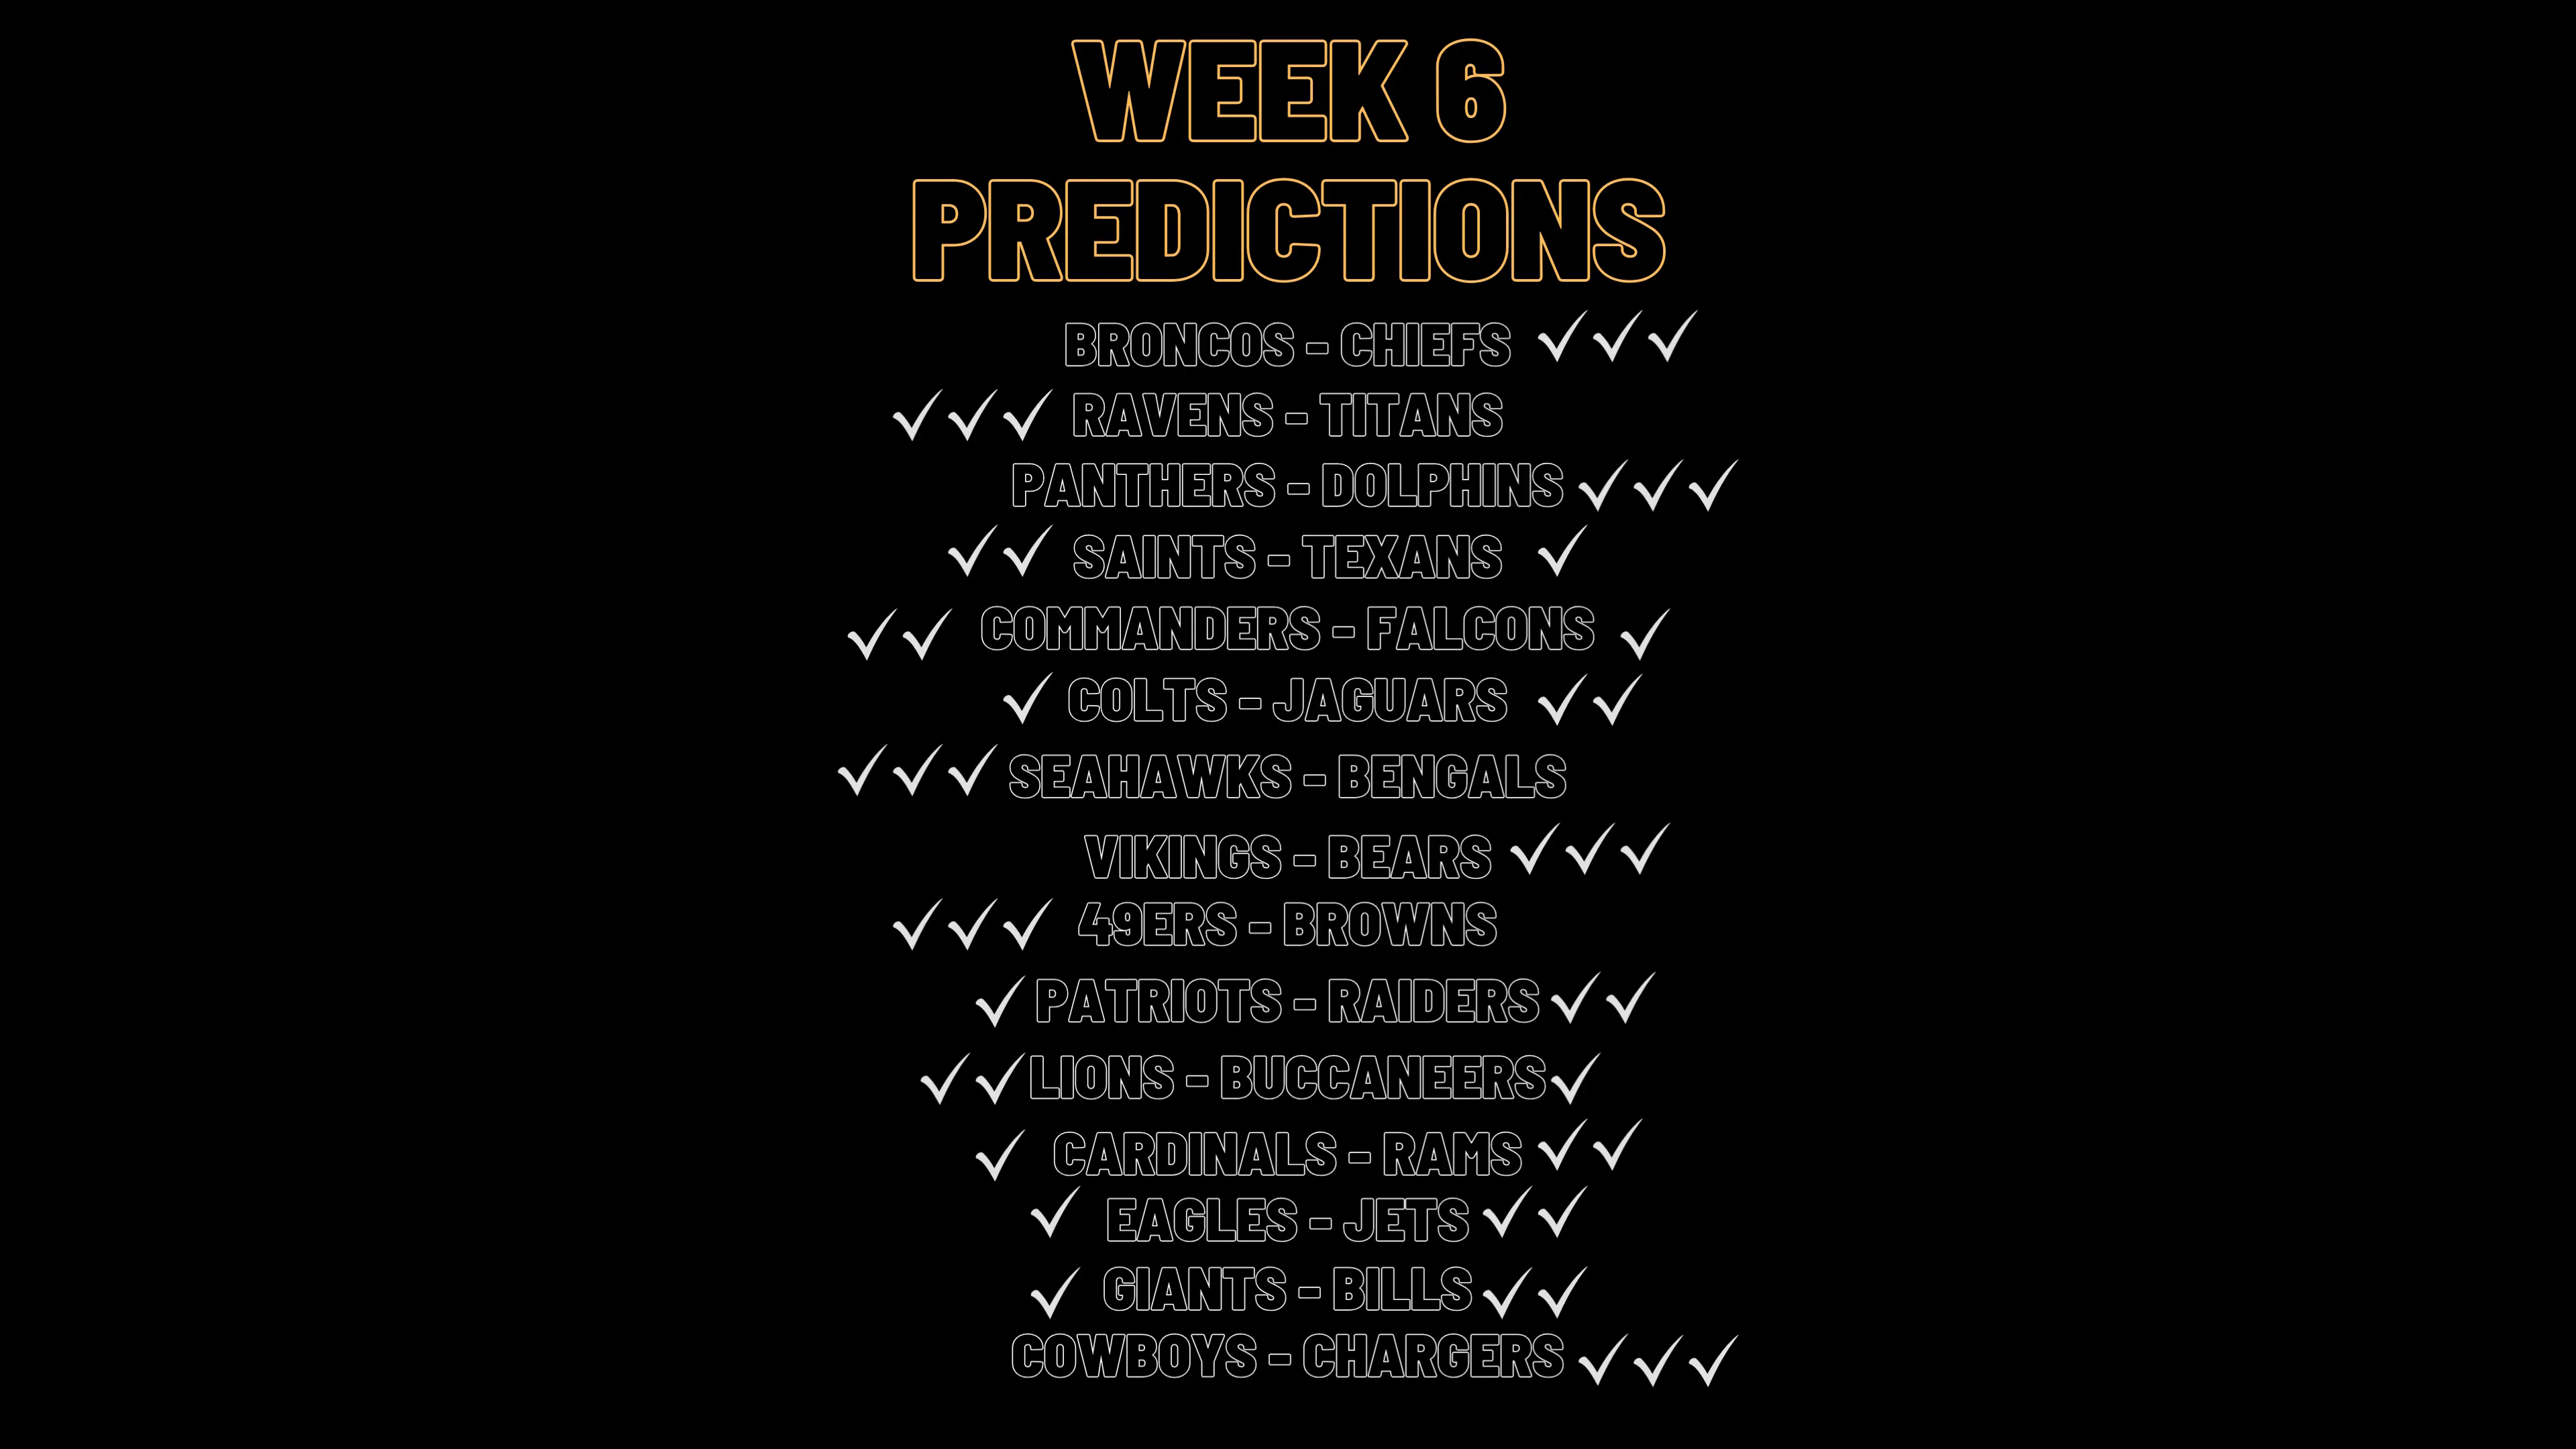 WEEK 6
PREDICTIONS
BRONCOS - CHIEFS ✓✓✓
✓✓✓ RAVENS - TITANS
PANTHERS - DOLPHINS ✓✓✓
✓✓ SAINTS - TEXANS ✓
✓✓ COMMANDERS - FALCONS ✓
✓ COLTS - JAGUARS ✓✓
✓✓✓ SEAHAWKS - BENGALS
VIKINGS - BEARS ✓✓✓
✓✓✓ 49ERS - BROWNS
✓ PATRIOTS - RAIDERS ✓✓
✓✓ LIONS - BUCCANEERS ✓
✓ CARDINALS - RAMS ✓✓
✓ EAGLES - JETS ✓✓
✓ GIANTS - BILLS ✓✓
COWBOYS - CHARGERS ✓✓✓